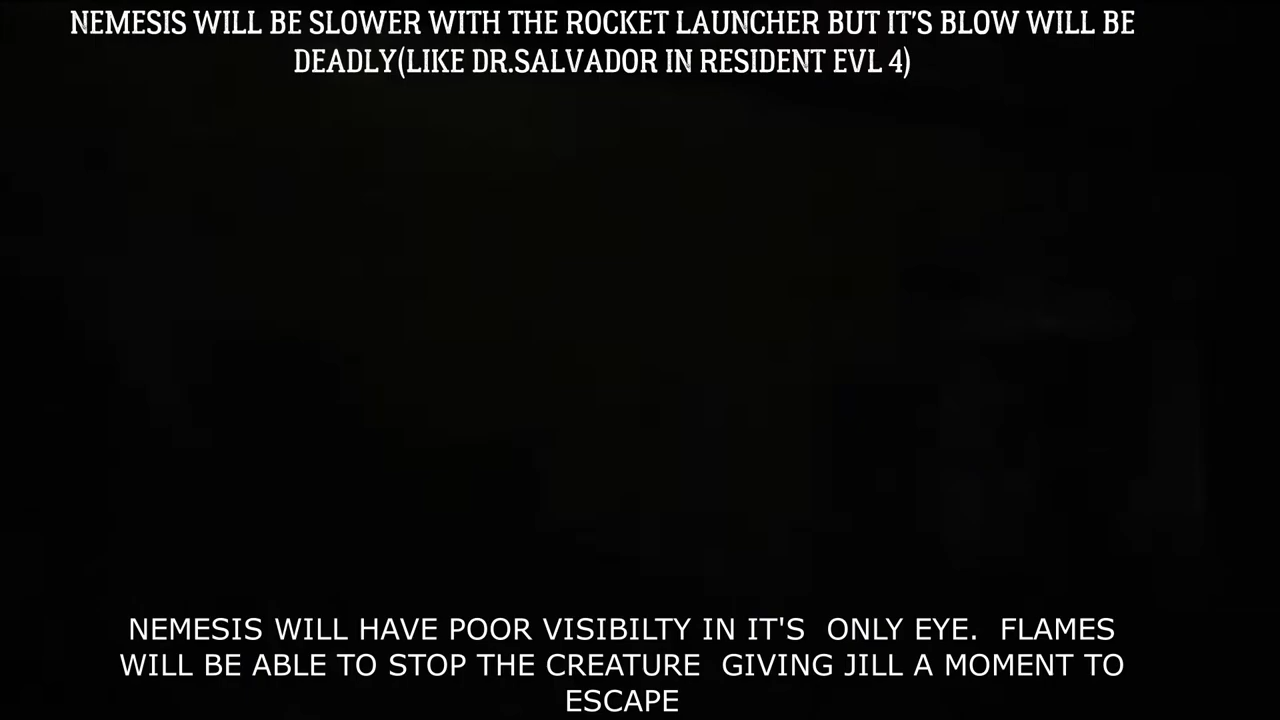 NEMESIS WILL BE SLOWER WITH THE ROCKET LAUNCHER BUT IT'S BLOW WILL BE
DEADLY(LIKE DR.SALVADOR IN RESIDENT EVL 4)
NEMESIS WILL HAVE POOR VISIBILTY IN IT'S  ONLY EYE.  FLAMES
WILL BE ABLE TO STOP THE CREATURE  GIVING JILL A MOMENT TO
ESCAPE